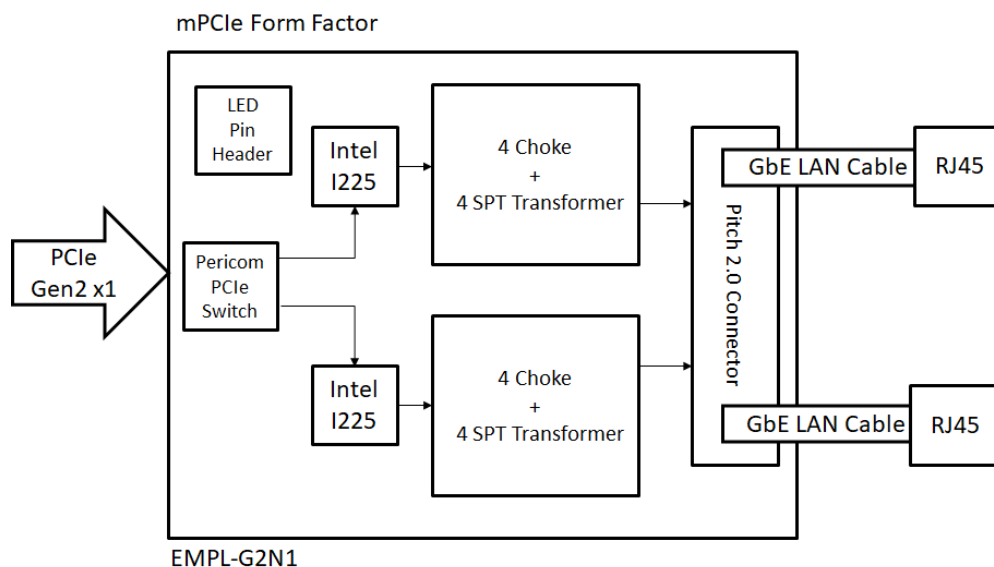 mPCIe Form Factor
LED
Pin
Header
Intel
I225
4 Choke
+
4 SPT Transformer
GbE LAN Cable
RJ45
PCIe
Gen2 x1
Pericom
PCIe
Switch
Pitch 2.0 Connector
Intel
I225
4 Choke
+
4 SPT Transformer
GbE LAN Cable
RJ45
EMPL-G2N1